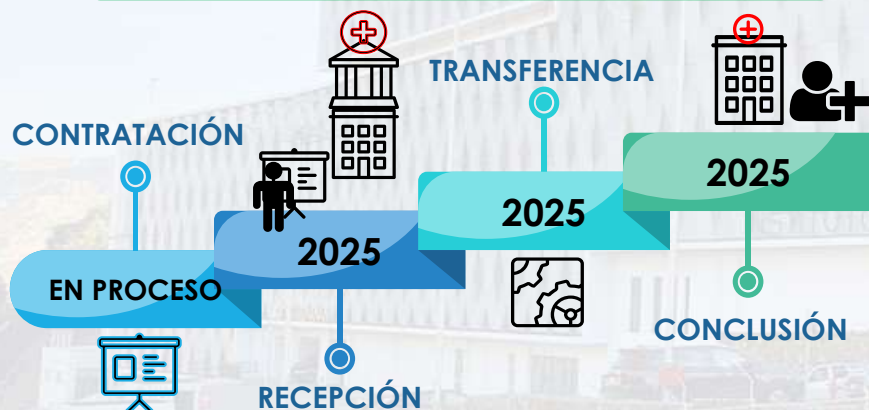 CONTRATACIÓN
EN PROCESO
2025
RECEPCIÓN
TRANSFERENCIA
2025
2025
CONCLUSIÓN